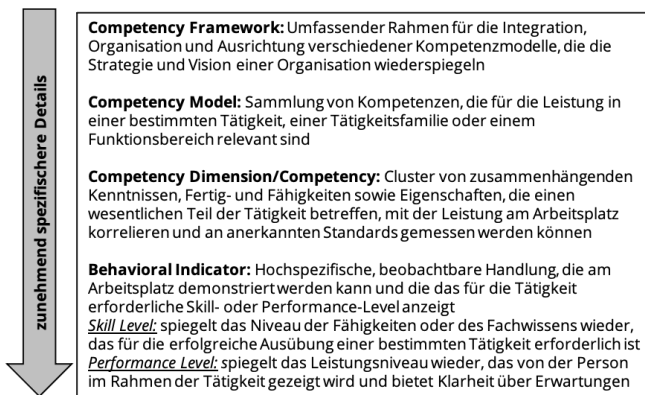 zunehmend spezifischere Details
Competency Framework: Umfassender Rahmen für die Integration,
Organisation und Ausrichtung verschiedener Kompetenzmodelle, die die
Strategie und Vision einer Organisation wiederspiegeln
Competency Model: Sammlung von Kompetenzen, die für die Leistung in
einer bestimmten Tätigkeit, einer Tätigkeitsfamilie oder einem
Funktionsbereich relevant sind
Competency Dimension/Competency: Cluster von zusammenhängenden
Kenntnissen, Fertig- und Fähigkeiten sowie Eigenschaften, die einen
wesentlichen Teil der Tätigkeit betreffen, mit der Leistung am Arbeitsplatz
korrelieren und an anerkannten Standards gemessen werden können
Behavioral Indicator: Hochspezifische, beobachtbare Handlung, die am
Arbeitsplatz demonstriert werden kann und die das für die Tätigkeit
erforderliche Skill- oder Performance-Level anzeigt
Skill Level: spiegelt das Niveau der Fähigkeiten oder des Fachwissens wieder,
das für die erfolgreiche Ausübung einer bestimmten Tätigkeit erforderlich ist
Performance Level: spiegelt das Leistungsniveau wieder, das von der Person
im Rahmen der Tätigkeit gezeigt wird und bietet Klarheit über Erwartungen